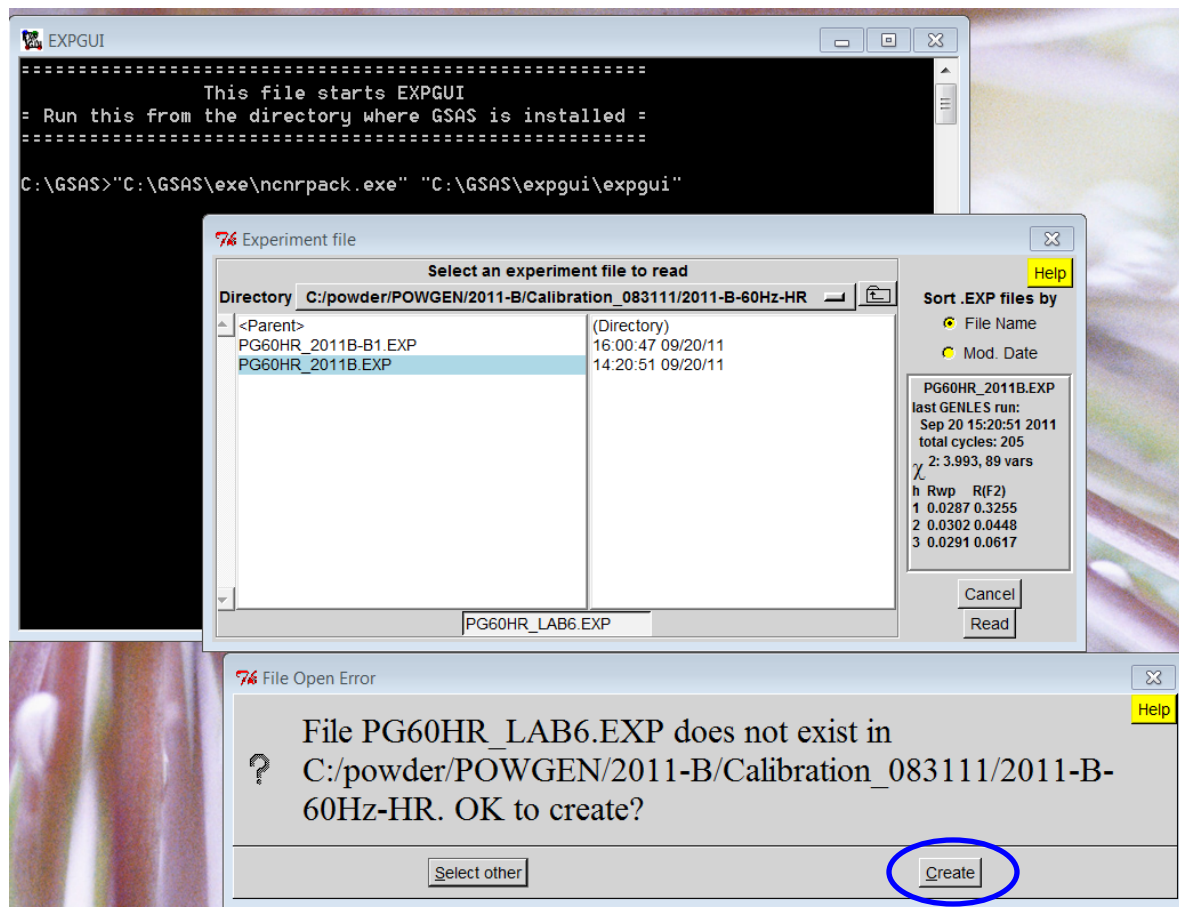 EXPGUI
=======================================================
This file starts EXPGUI
= Run this from the directory where GSAS is installed =
=======================================================
C:\GSAS>"C:\GSAS\exe\ncnrpack.exe" "C:\GSAS\expgui\expgui"
Experiment file
Select an experiment file to read
Help
Directory C:/powder/POWGEN/2011-B/Calibration_083111/2011-B-60Hz-HR
Sort .EXP files by
File Name
Mod. Date
<Parent> (Directory)
PG60HR_2011B-B1.EXP 16:00:47 09/20/11
PG60HR_2011B.EXP 14:20:51 09/20/11
PG60HR_2011B.EXP
last GENLES run:
Sep 20 15:20:51 2011
total cycles: 205
χ 2: 3.993, 89 vars
h Rwp R(F2)
1 0.0287 0.3255
2 0.0302 0.0448
3 0.0291 0.0617
Cancel
PG60HR_LAB6.EXP
Read
File Open Error
Help
File PG60HR_LAB6.EXP does not exist in
C:/powder/POWGEN/2011-B/Calibration_083111/2011-B-
60Hz-HR. OK to create?
?
Select other
Create